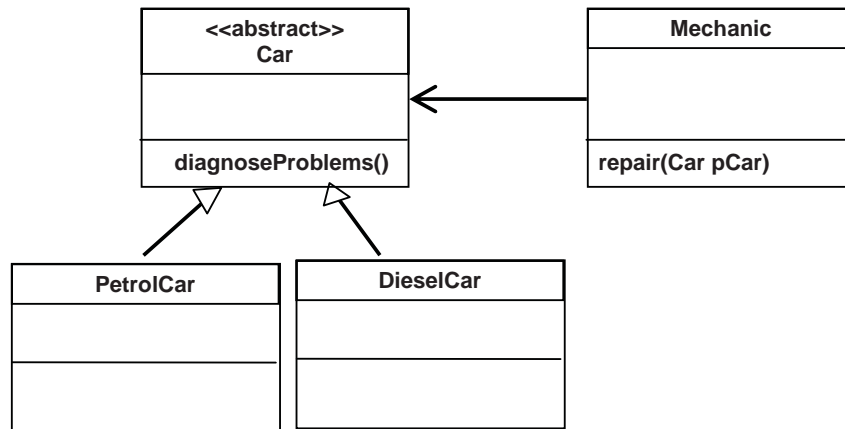 <<abstract>>
Car
diagnoseProblems()
Mechanic
repair(Car pCar)
PetrolCar
DieselCar